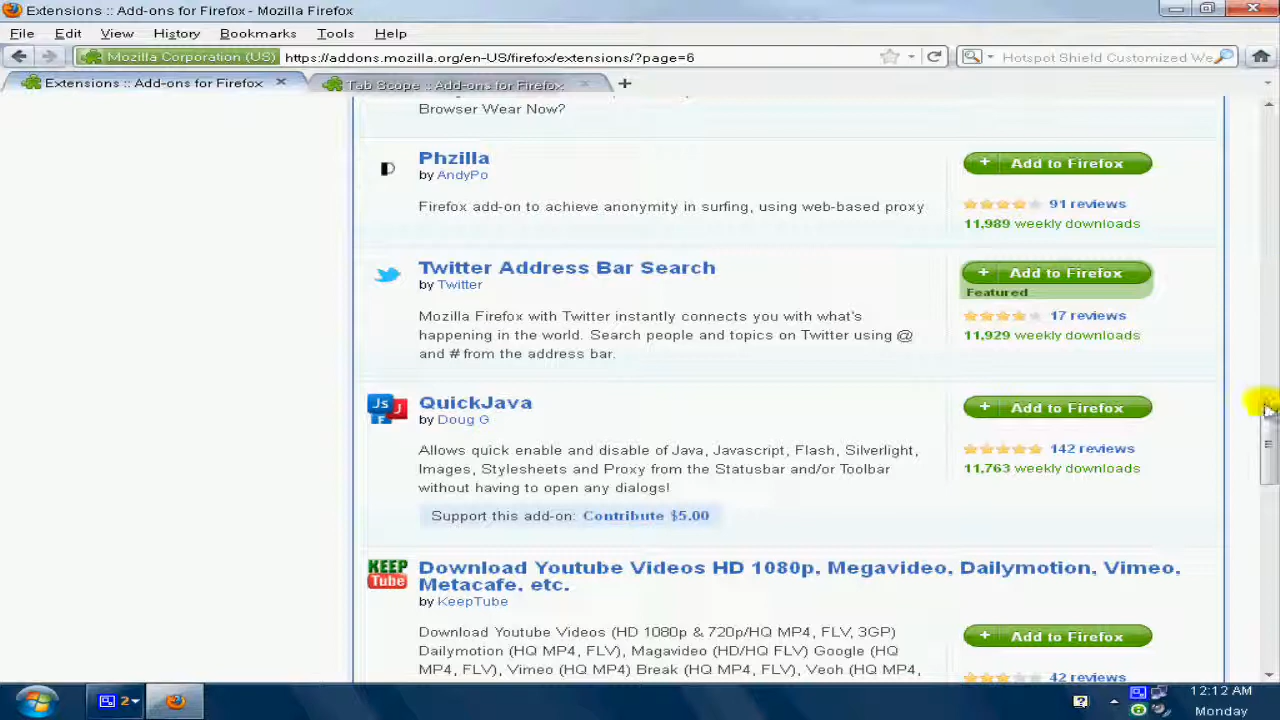 Extensions :: Add-ons for Firefox - Mozilla Firefox
File Edit View History Bookmarks Tools Help
Mozilla Corporation (US) https://addons.mozilla.org/en-US/firefox/extensions/?page=6 Hotspot Shield Customized We
Extensions :: Add-ons for Firefox Tab Scope :: Add-ons for Firefox
Browser Wear Now?
Phzilla
by AndyPo
Add to Firefox
Firefox add-on to achieve anonymity in surfing, using web-based proxy
91 reviews
11,989 weekly downloads
Twitter Address Bar Search
by Twitter
Add to Firefox
Featured
Mozilla Firefox with Twitter instantly connects you with what's
happening in the world. Search people and topics on Twitter using @
and # from the address bar.
17 reviews
11,929 weekly downloads
JS J F
QuickJava
by Doug G
Add to Firefox
Allows quick enable and disable of Java, Javascript, Flash, Silverlight,
Images, Stylesheets and Proxy from the Statusbar and/or Toolbar
without having to open any dialogs!
142 reviews
11,763 weekly downloads
Support this add-on: Contribute $5.00
KEEP
Tube
Download Youtube Videos HD 1080p, Megavideo, Dailymotion, Vimeo,
Metacafe, etc.
by KeepTube
Add to Firefox
Download Youtube Videos (HD 1080p & 720p/HQ MP4, FLV, 3GP)
Dailymotion (HQ MP4, FLV), Magavideo (HD/HQ FLV) Google (HQ
MP4, FLV), Vimeo (HQ MP4) Break (HQ MP4, FLV), Veoh (HQ MP4,
42 reviews
2
12:12 AM
Monday